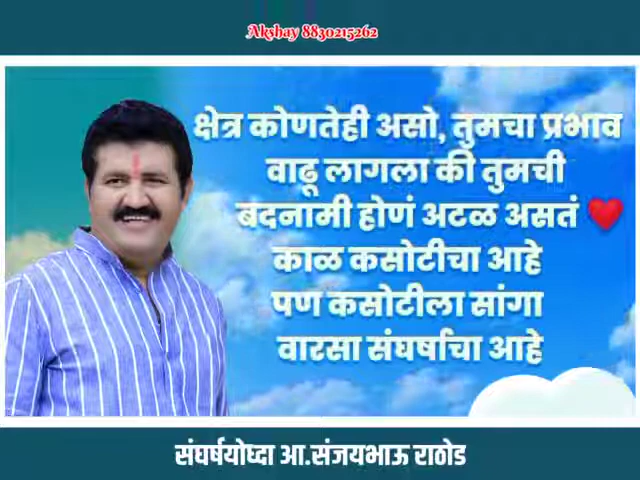 Akshay 8830215262
क्षेत्र कोणतेही असो, तुमचा प्रभाव
वाढू लागला की तुमची
बदनामी होणं अटळ असतं ❤️
काळ कसोटीचा आहे
पण कसोटीला सांगा
वारसा संघर्षाचा आहे
संघर्षयोध्दा आ.संजयभाऊ राठोड